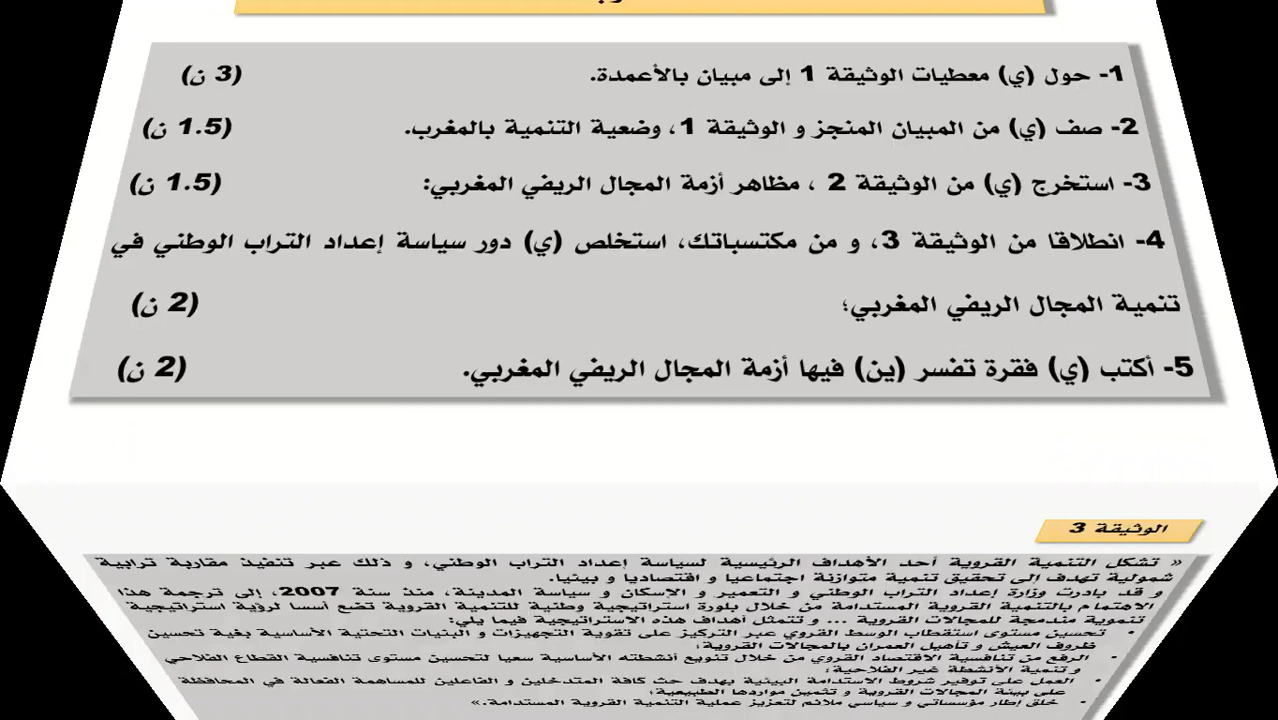 1- حول (ي) معطيات الوثيقة 1 إلى مبيان بالأعمدة. (3 ن)
2- صف (ي) من المبيان المنجز و الوثيقة 1، وضعية التنمية بالمغرب. (1.5 ن)
3- استخرج (ي) من الوثيقة 2 ، مظاهر أزمة المجال الريفي المغربي: (1.5 ن)
4- انطلاقا من الوثيقة 3، و من مكتسباتك، استخلص (ي) دور سياسة إعداد التراب الوطني في
تنمية المجال الريفي المغربي؛ (2 ن)
5- أكتب (ي) فقرة تفسر (ين) فيها أزمة المجال الريفي المغربي. (2 ن)
الوثيقة 3
« تشكل التنمية القروية أحد الأهداف الرئيسية لسياسة إعداد التراب الوطني، و ذلك عبر تنفيذ مقاربة ترابية
شمولية تهدف إلى تحقيق تنمية متوازنة اجتماعيا و اقتصاديا و بيئيا.
و قد بادرت وزارة إعداد التراب الوطني و التعمير و الإسكان و سياسة المدينة، منذ سنة 2007، إلى ترجمة هذا
الاهتمام بالتنمية القروية المستدامة من خلال بلورة استراتيجية وطنية للتنمية القروية تضع أسسا لرؤية استراتيجية
تنموية مندمجة للمجالات القروية ... و تتمثل أهداف هذه الاستراتيجية فيما يلي:
• تحسين مستوى استقطاب الوسط القروي عبر التركيز على تقوية التجهيزات و البنيات التحتية الأساسية بغية تحسين
ظروف العيش و تأهيل العمران بالمجالات القروية؛
• الرفع من تنافسية الاقتصاد القروي من خلال تنويع أنشطته الأساسية سعيا لتحسين مستوى تنافسية القطاع الفلاحي
و تنمية الأنشطة غير الفلاحية؛
• العمل على توفير شروط الاستدامة البيئية بهدف حث كافة المتدخلين و الفاعلين للمساهمة الفعالة في المحافظة
على بيئة المجالات القروية و تثمين مواردها الطبيعية؛
• خلق إطار مؤسساتي و سياسي ملائم لتعزيز عملية التنمية القروية المستدامة.»